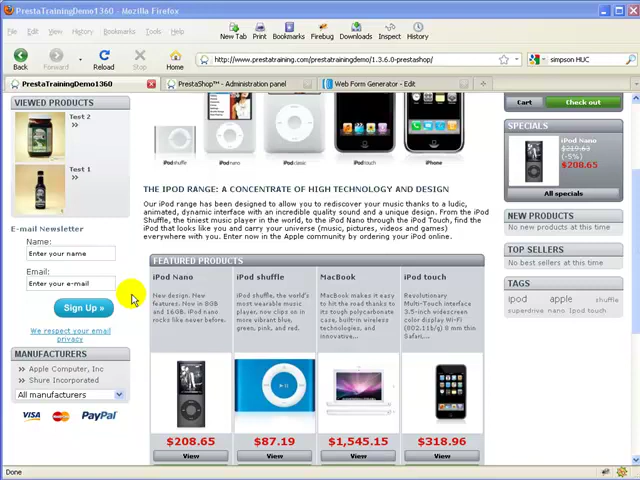 PrestaTrainingDemo1360 - Mozilla Firefox
File Edit View History Bookmarks Tools Help
New Tab Print Bookmarks Firebug Downloads Inspect History
Back Forward Reload Stop Home
http://www.prestatraining.com/prestatrainingdemo/1.3.6.0-prestashop/
simpson HUC
PrestaTrainingDemo1360
PrestaShop™ - Administration panel
Web Form Generator - Edit
VIEWED PRODUCTS
Test 2
Test 1
E-mail Newsletter
Name:
Enter your name
Email:
Enter your e-mail
Sign Up »
We respect your email
privacy
MANUFACTURERS
Apple Computer, Inc
Shure Incorporated
All manufacturers
VISA PayPal
iPodshuffle iPodnano iPodclassic iPodtouch iPhone
THE IPOD RANGE: A CONCENTRATE OF HIGH TECHNOLOGY AND DESIGN
Our iPod range has been designed to allow you to rediscover your music thanks to a ludic,
animated, dynamic interface with an incredible quality sound and a unique design. From the iPod
Shuffle, the tiniest music player in the world, to the iPod Nano through the iPod Touch, discover
the iPod that looks like you and carry your universe (music, pictures, videos and games)
everywhere with you. Enter now in the Apple community by ordering your iPod online.
FEATURED PRODUCTS
iPod Nano
New design. New
features. Now in 8GB
and 16GB. iPod nano
rocks like never before.
$208.65
View
iPod shuffle
iPod shuffle, the world's
most wearable music
player, now clips on in
more vibrant blue,
green, pink, and red.
$87.19
View
MacBook
MacBook makes it easy
to hit the road thanks to
its tough polycarbonate
case, built-in wireless
technologies, and
innovative...
$1,545.15
View
iPod touch
Revolutionary
Multi-Touch interface
3.5-inch widescreen
color display Wi-Fi
(802.11b/g) 8 mm thin
Safari,...
$318.96
View
Cart Check out
SPECIALS
iPod Nano
$219.63
(-5%)
$208.65
All specials
NEW PRODUCTS
No new products at this time
TOP SELLERS
No best sellers at this time
TAGS
ipod apple shuffle
superdrive nano Ipod touch
Done